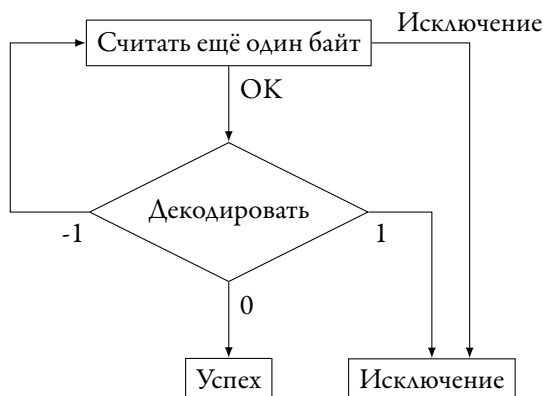 Исключение
Считать ещё один байт
OK
Декодировать
-1
1
0
Успех
Исключение